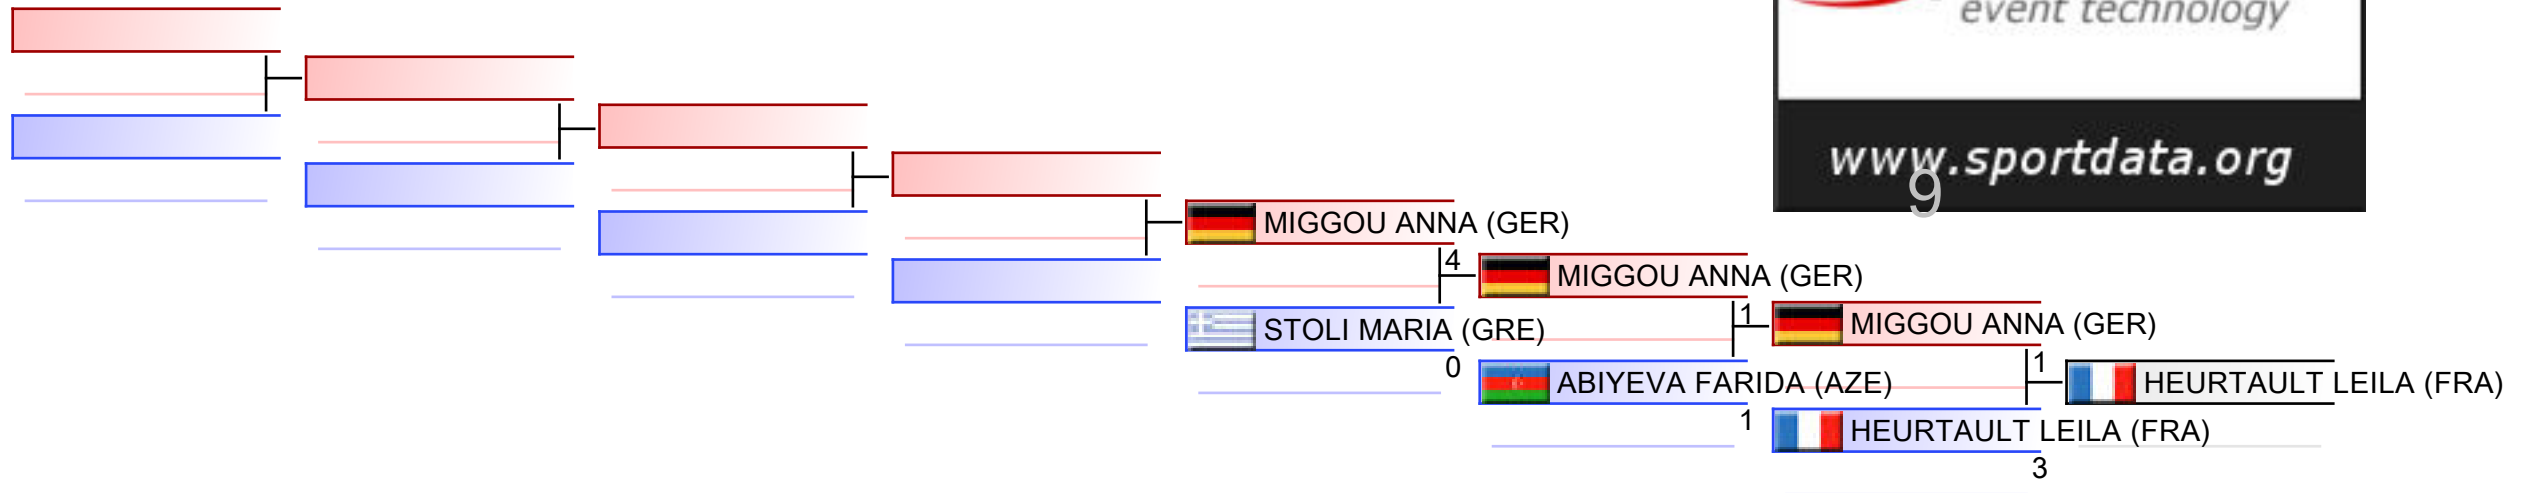 event technology
www.sportdata.org
9
MIGGOU ANNA (GER)
4
MIGGOU ANNA (GER)
STOLI MARIA (GRE)
0
1
MIGGOU ANNA (GER)
ABIYEVA FARIDA (AZE)
1
1
HEURTAULT LEILA (FRA)
HEURTAULT LEILA (FRA)
3